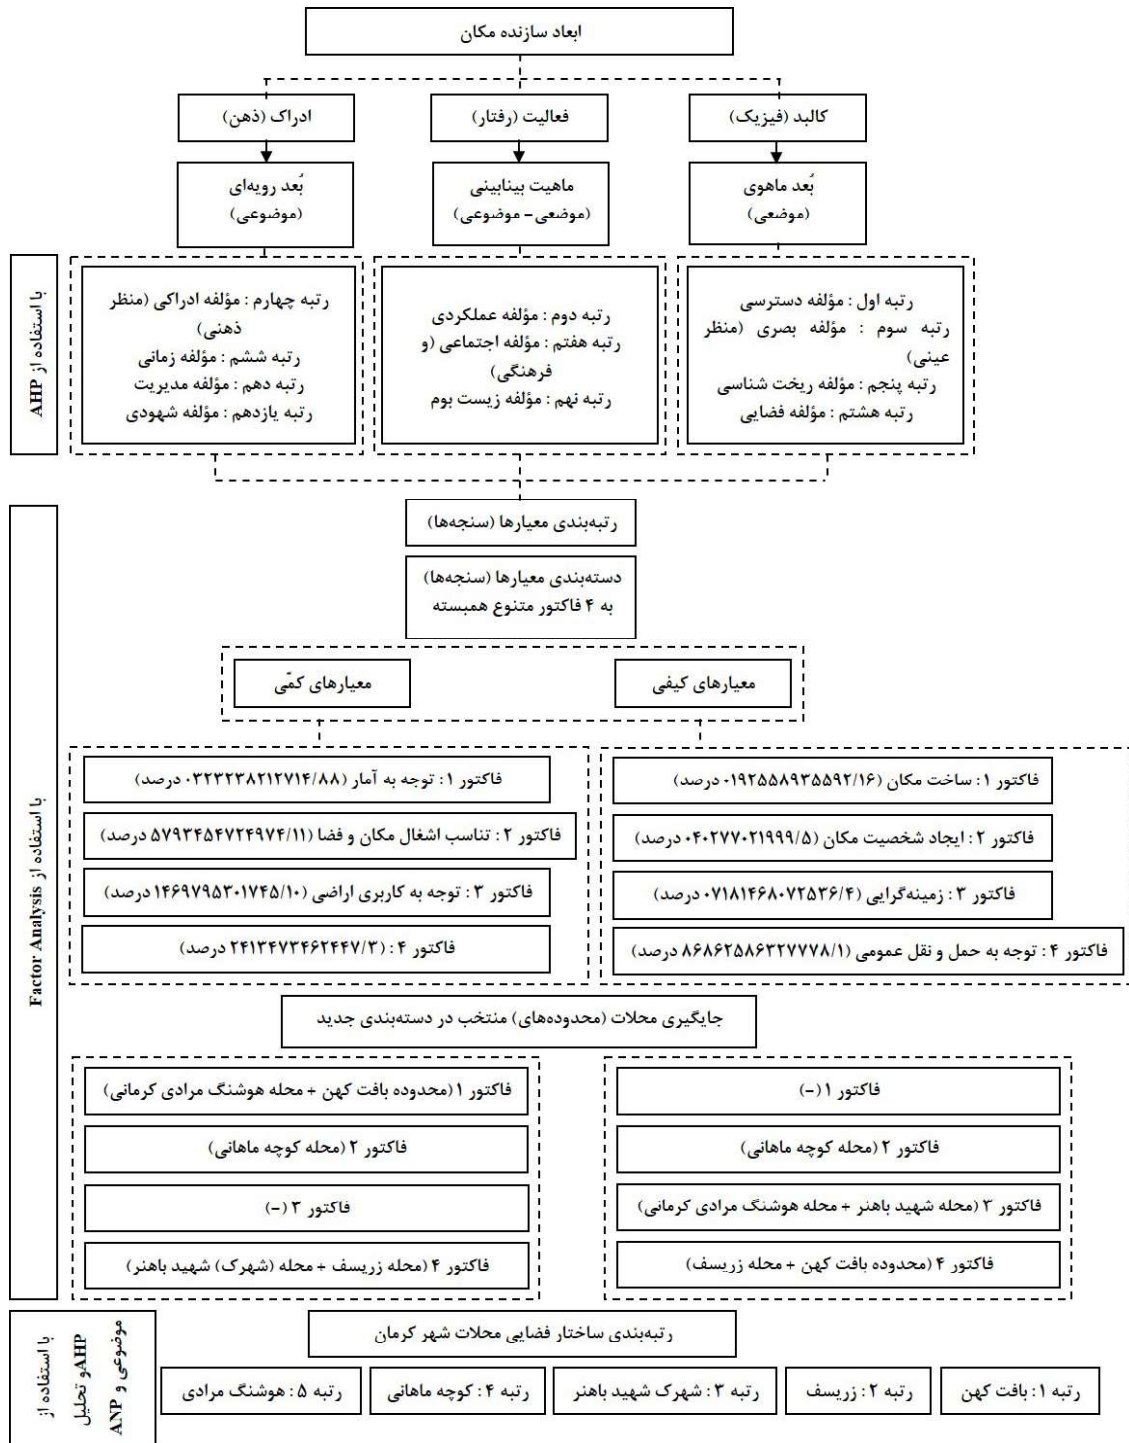 ابعاد سازنده مکان
کالبد (فیزیک)
فعالیت (رفتار)
ادراک (ذهن)
بُعد ماهوی
(موضعی)
ماهیت بینابینی
(موضعی- موضوعی)
بُعد رویه‌ای
(موضوعی)
با استفاده از AHP
رتبه اول : مؤلفه دسترسی
رتبه سوم : مؤلفه بصری (منظر
عینی)
رتبه پنجم : مؤلفه ریخت شناسی
رتبه هشتم : مؤلفه فضایی
رتبه دوم : مؤلفه عملکردی
رتبه هفتم : مؤلفه اجتماعی (و
فرهنگی)
رتبه نهم : مؤلفه زیست بوم
رتبه چهارم : مؤلفه ادراکی (منظر
ذهنی)
رتبه ششم : مؤلفه زمانی
رتبه دهم : مؤلفه مدیریت
رتبه یازدهم : مؤلفه شهودی
با استفاده از Factor Analysis
رتبه‌بندی معیارها (سنجه‌ها)
دسته‌بندی معیارها (سنجه‌ها)
به ۴ فاکتور متنوع همبسته
معیارهای کیفی
معیارهای کمّی
فاکتور ۱ : ساخت مکان (۰۱۹۲۵۵۸۹۳۵۵۹۲/۱۶ درصد)
فاکتور ۲ : ایجاد شخصیت مکان (۰۴۰۲۷۷۰۲۱۹۹۹/۵ درصد)
فاکتور ۳ : زمینه‌گرایی (۰۷۱۸۱۴۶۸۰۷۲۵۳۶/۴ درصد)
فاکتور ۴ : توجه به حمل و نقل عمومی (۸۶۸۶۲۵۸۶۳۲۷۷۷۸/۱ درصد)
فاکتور ۱ : توجه به آمار (۰۳۲۳۲۳۸۲۱۲۷۱۴/۸۸ درصد)
فاکتور ۲ : تناسب اشغال مکان و فضا (۵۷۹۳۴۵۴۷۲۴۹۷۴/۱۱ درصد)
فاکتور ۳ : توجه به کاربری اراضی (۱۴۶۹۷۹۵۳۰۱۷۴۵/۱۰ درصد)
فاکتور ۴ : (۲۴۱۳۴۷۳۴۶۲۴۴۷/۳ درصد)
جایگیری محلات (محدوده‌های) منتخب در دسته‌بندی جدید
فاکتور ۱ (-)
فاکتور ۲ (محله کوچه ماهانی)
فاکتور ۳ (محله شهید باهنر + محله هوشنگ مرادی کرمانی)
فاکتور ۴ (محدوده بافت کهن + محله زریسف)
فاکتور ۱ (محدوده بافت کهن + محله هوشنگ مرادی کرمانی)
فاکتور ۲ (محله کوچه ماهانی)
فاکتور ۳ (-)
فاکتور ۴ (محله زریسف + محله (شهرک) شهید باهنر)
با استفاده از
AHP و تحلیل
موضوعی و ANP
رتبه‌بندی ساختار فضایی محلات شهر کرمان
رتبه ۱ : بافت کهن
رتبه ۲ : زریسف
رتبه ۳ : شهرک شهید باهنر
رتبه ۴ : کوچه ماهانی
رتبه ۵ : هوشنگ مرادی